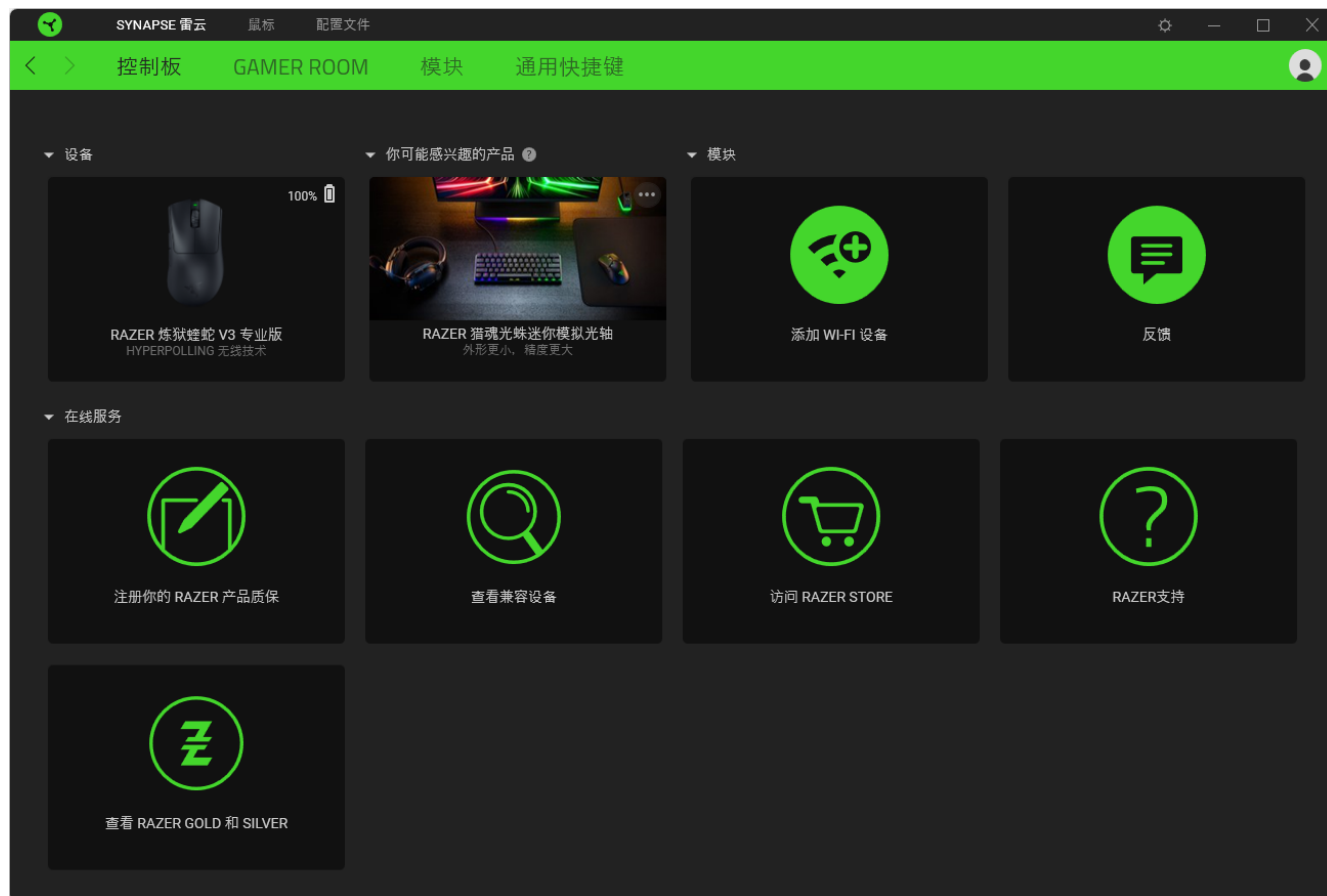 SYNAPSE 雷云
鼠标
配置文件
控制板
GAMER ROOM
模块
通用快捷键
设备
你可能感兴趣的产品 ?
模块
100%
RAZER 炼狱蝰蛇 V3 专业版
HYPERPOLLING 无线技术
RAZER 猎魂光蛛迷你模拟光轴
外形更小，精度更大
添加 WI-FI 设备
反馈
在线服务
注册你的 RAZER 产品质保
查看兼容设备
访问 RAZER STORE
RAZER支持
查看 RAZER GOLD 和 SILVER